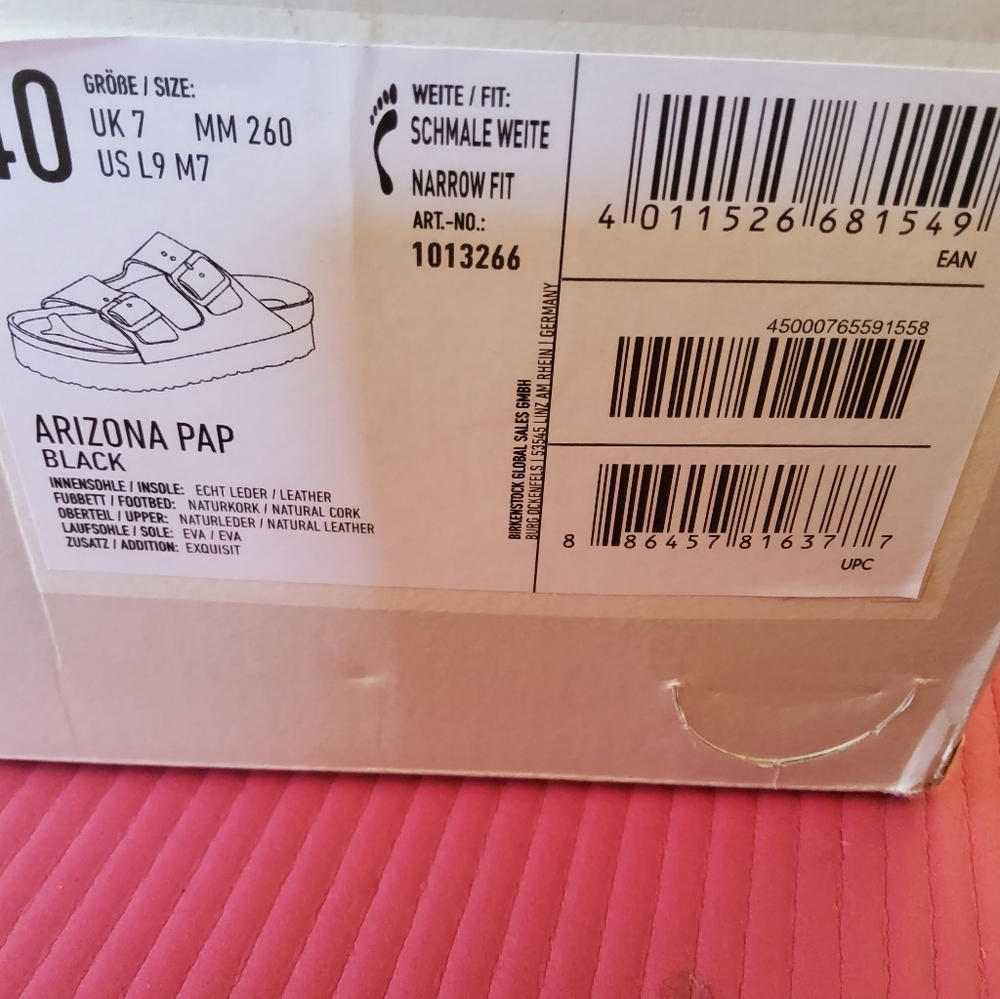 40
GRÖßE / SIZE:
UK 7 MM 260
US L9 M7
WEITE / FIT:
SCHMALE WEITE
NARROW FIT
ART.-NO.:
1013266
ARIZONA PAP
BLACK
INNENSOHLE / INSOLE: ECHT LEDER / LEATHER
FUßBETT / FOOTBED: NATURKORK / NATURAL CORK
OBERTEIL / UPPER: NATURLEDER / NATURAL LEATHER
LAUFSOHLE / SOLE: EVA / EVA
ZUSATZ / ADDITION: EXQUISIT
BIRKENSTOCK GLOBAL SALES GMBH
BURG OCKENFELS | 53545 LINZ AM RHEIN | GERMANY
4 011526 681549
EAN
45000765591558
8 86457 81637 7
UPC